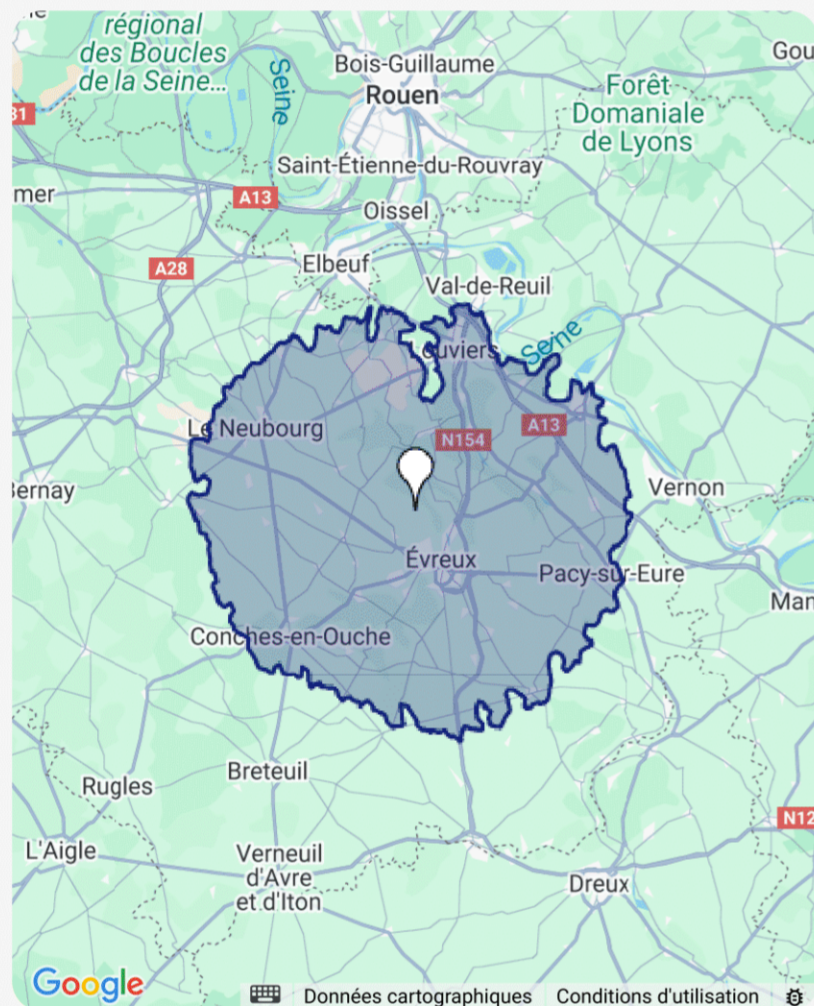 régional
des Boucles
de la Seine...
Seine
Bois-Guillaume
Rouen
Gou
Forêt
Domaniale
de Lyons
31
Saint-Étienne-du-Rouvray
mer
A13
Oissel
A28
Elbeuf
Val-de-Reuil
Seine
Louviers
Le Neubourg
N154
A13
Bernay
Vernon
Évreux
Pacy-sur-Eure
Man
Conches-en-Ouche
Breteuil
Rugles
N12
L'Aigle
Verneuil
d'Avre
et d'Iton
Dreux
Google
Données cartographiques
Conditions d'utilisation